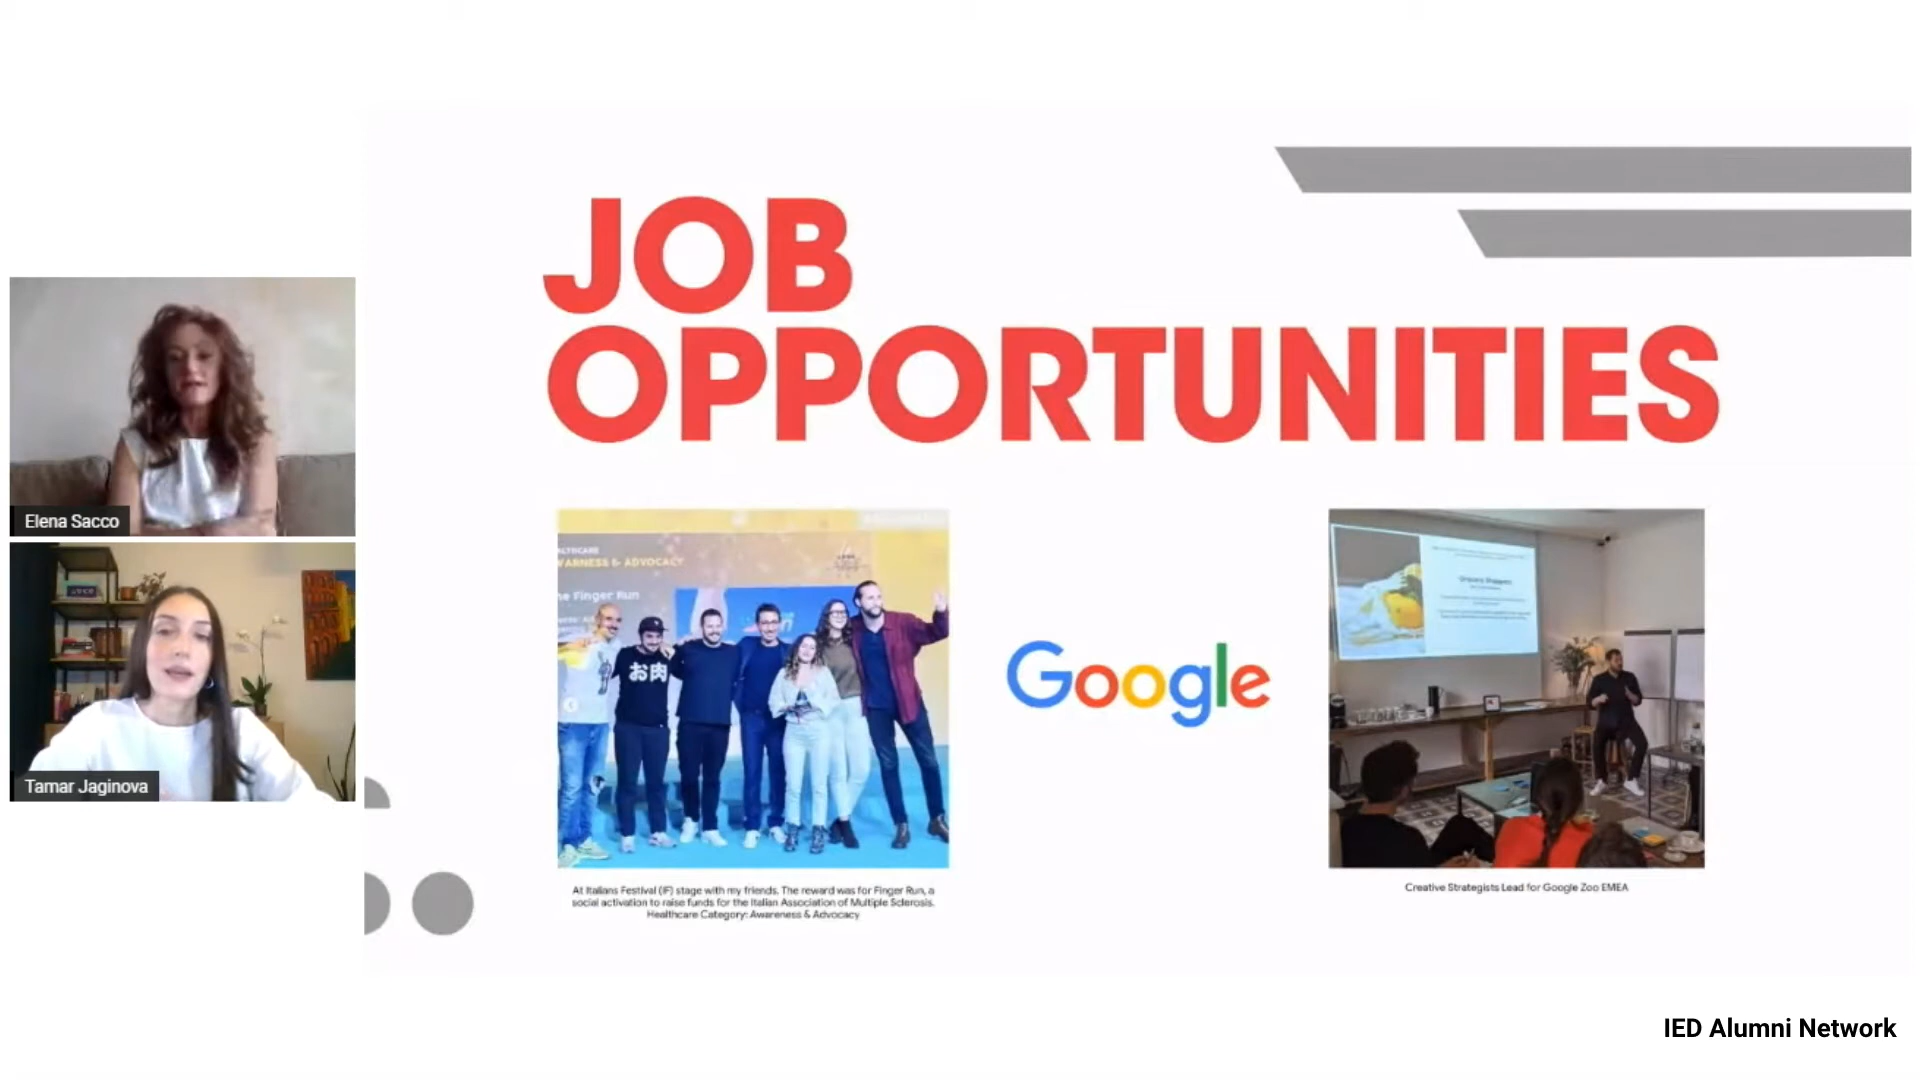 JOB
OPPORTUNITIES
Elena Sacco
Tamar Jaginova
& ADVOCACY
Finger Run
お肉
Google
At Italians Festival (IF) stage with my friends. The reward was for Finger Run, a
social activation to raise funds for the Italian Association of Multiple Sclerosis.
Healthcare Category: Awareness & Advocacy
Creative Strategists Lead for Google Zoo EMEA
IED Alumni Network